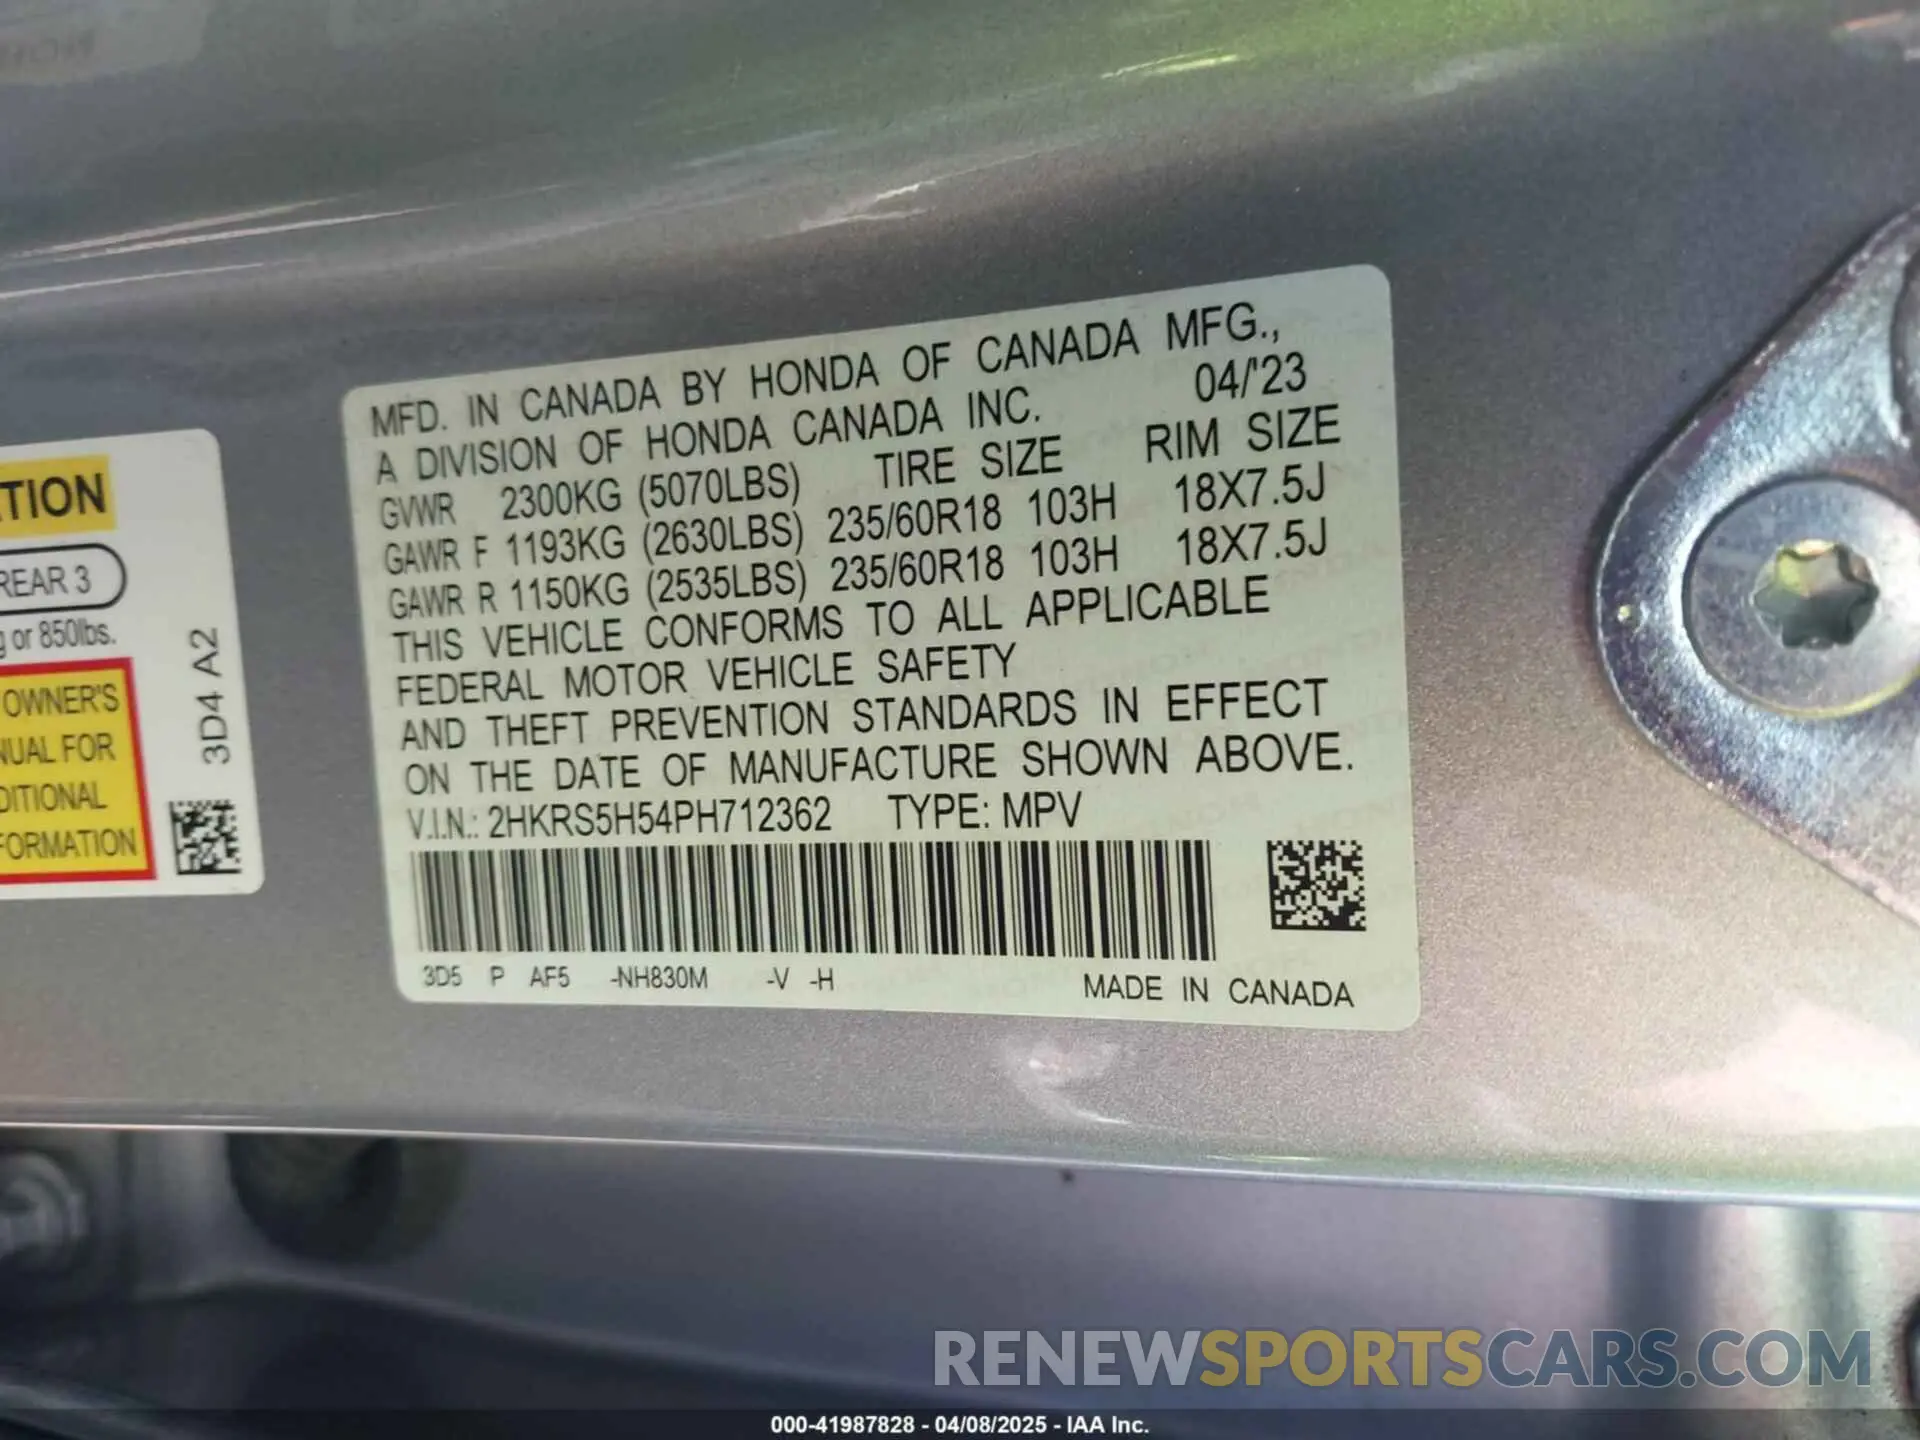 MFD. IN CANADA BY HONDA OF CANADA MFG.,
A DIVISION OF HONDA CANADA INC. 04/'23
GVWR 2300KG (5070LBS) TIRE SIZE RIM SIZE
GAWR F 1193KG (2630LBS) 235/60R18 103H 18X7.5J
GAWR R 1150KG (2535LBS) 235/60R18 103H 18X7.5J
THIS VEHICLE CONFORMS TO ALL APPLICABLE
FEDERAL MOTOR VEHICLE SAFETY
AND THEFT PREVENTION STANDARDS IN EFFECT
ON THE DATE OF MANUFACTURE SHOWN ABOVE.
V.I.N.: 2HKRS5H54PH712362 TYPE: MPV
3D5 P AF5 -NH830M -V -H MADE IN CANADA
TION
REAR 3
g or 850lbs.
OWNER'S
NUAL FOR
DITIONAL
FORMATION
3D4 A2
RENEWSPORTSCARS.COM
000-41987828 - 04/08/2025 - IAA Inc.